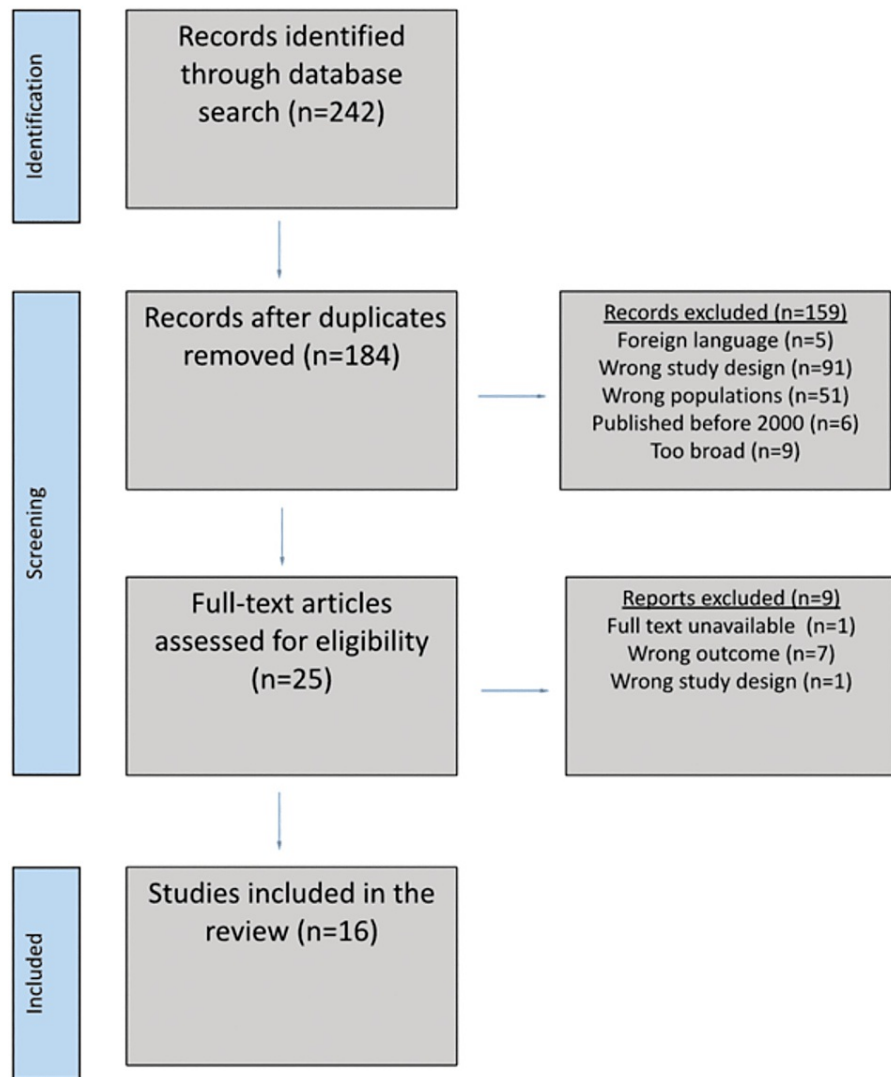 Identification
Records identified
through database
search (n=242)
Screening
Records after duplicates
removed (n=184)
Records excluded (n=159)
Foreign language (n=5)
Wrong study design (n=91)
Wrong populations (n=51)
Published before 2000 (n=6)
Too broad (n=9)
Full-text articles
assessed for eligibility
(n=25)
Reports excluded (n=9)
Full text unavailable (n=1)
Wrong outcome (n=7)
Wrong study design (n=1)
Included
Studies included in the
review (n=16)